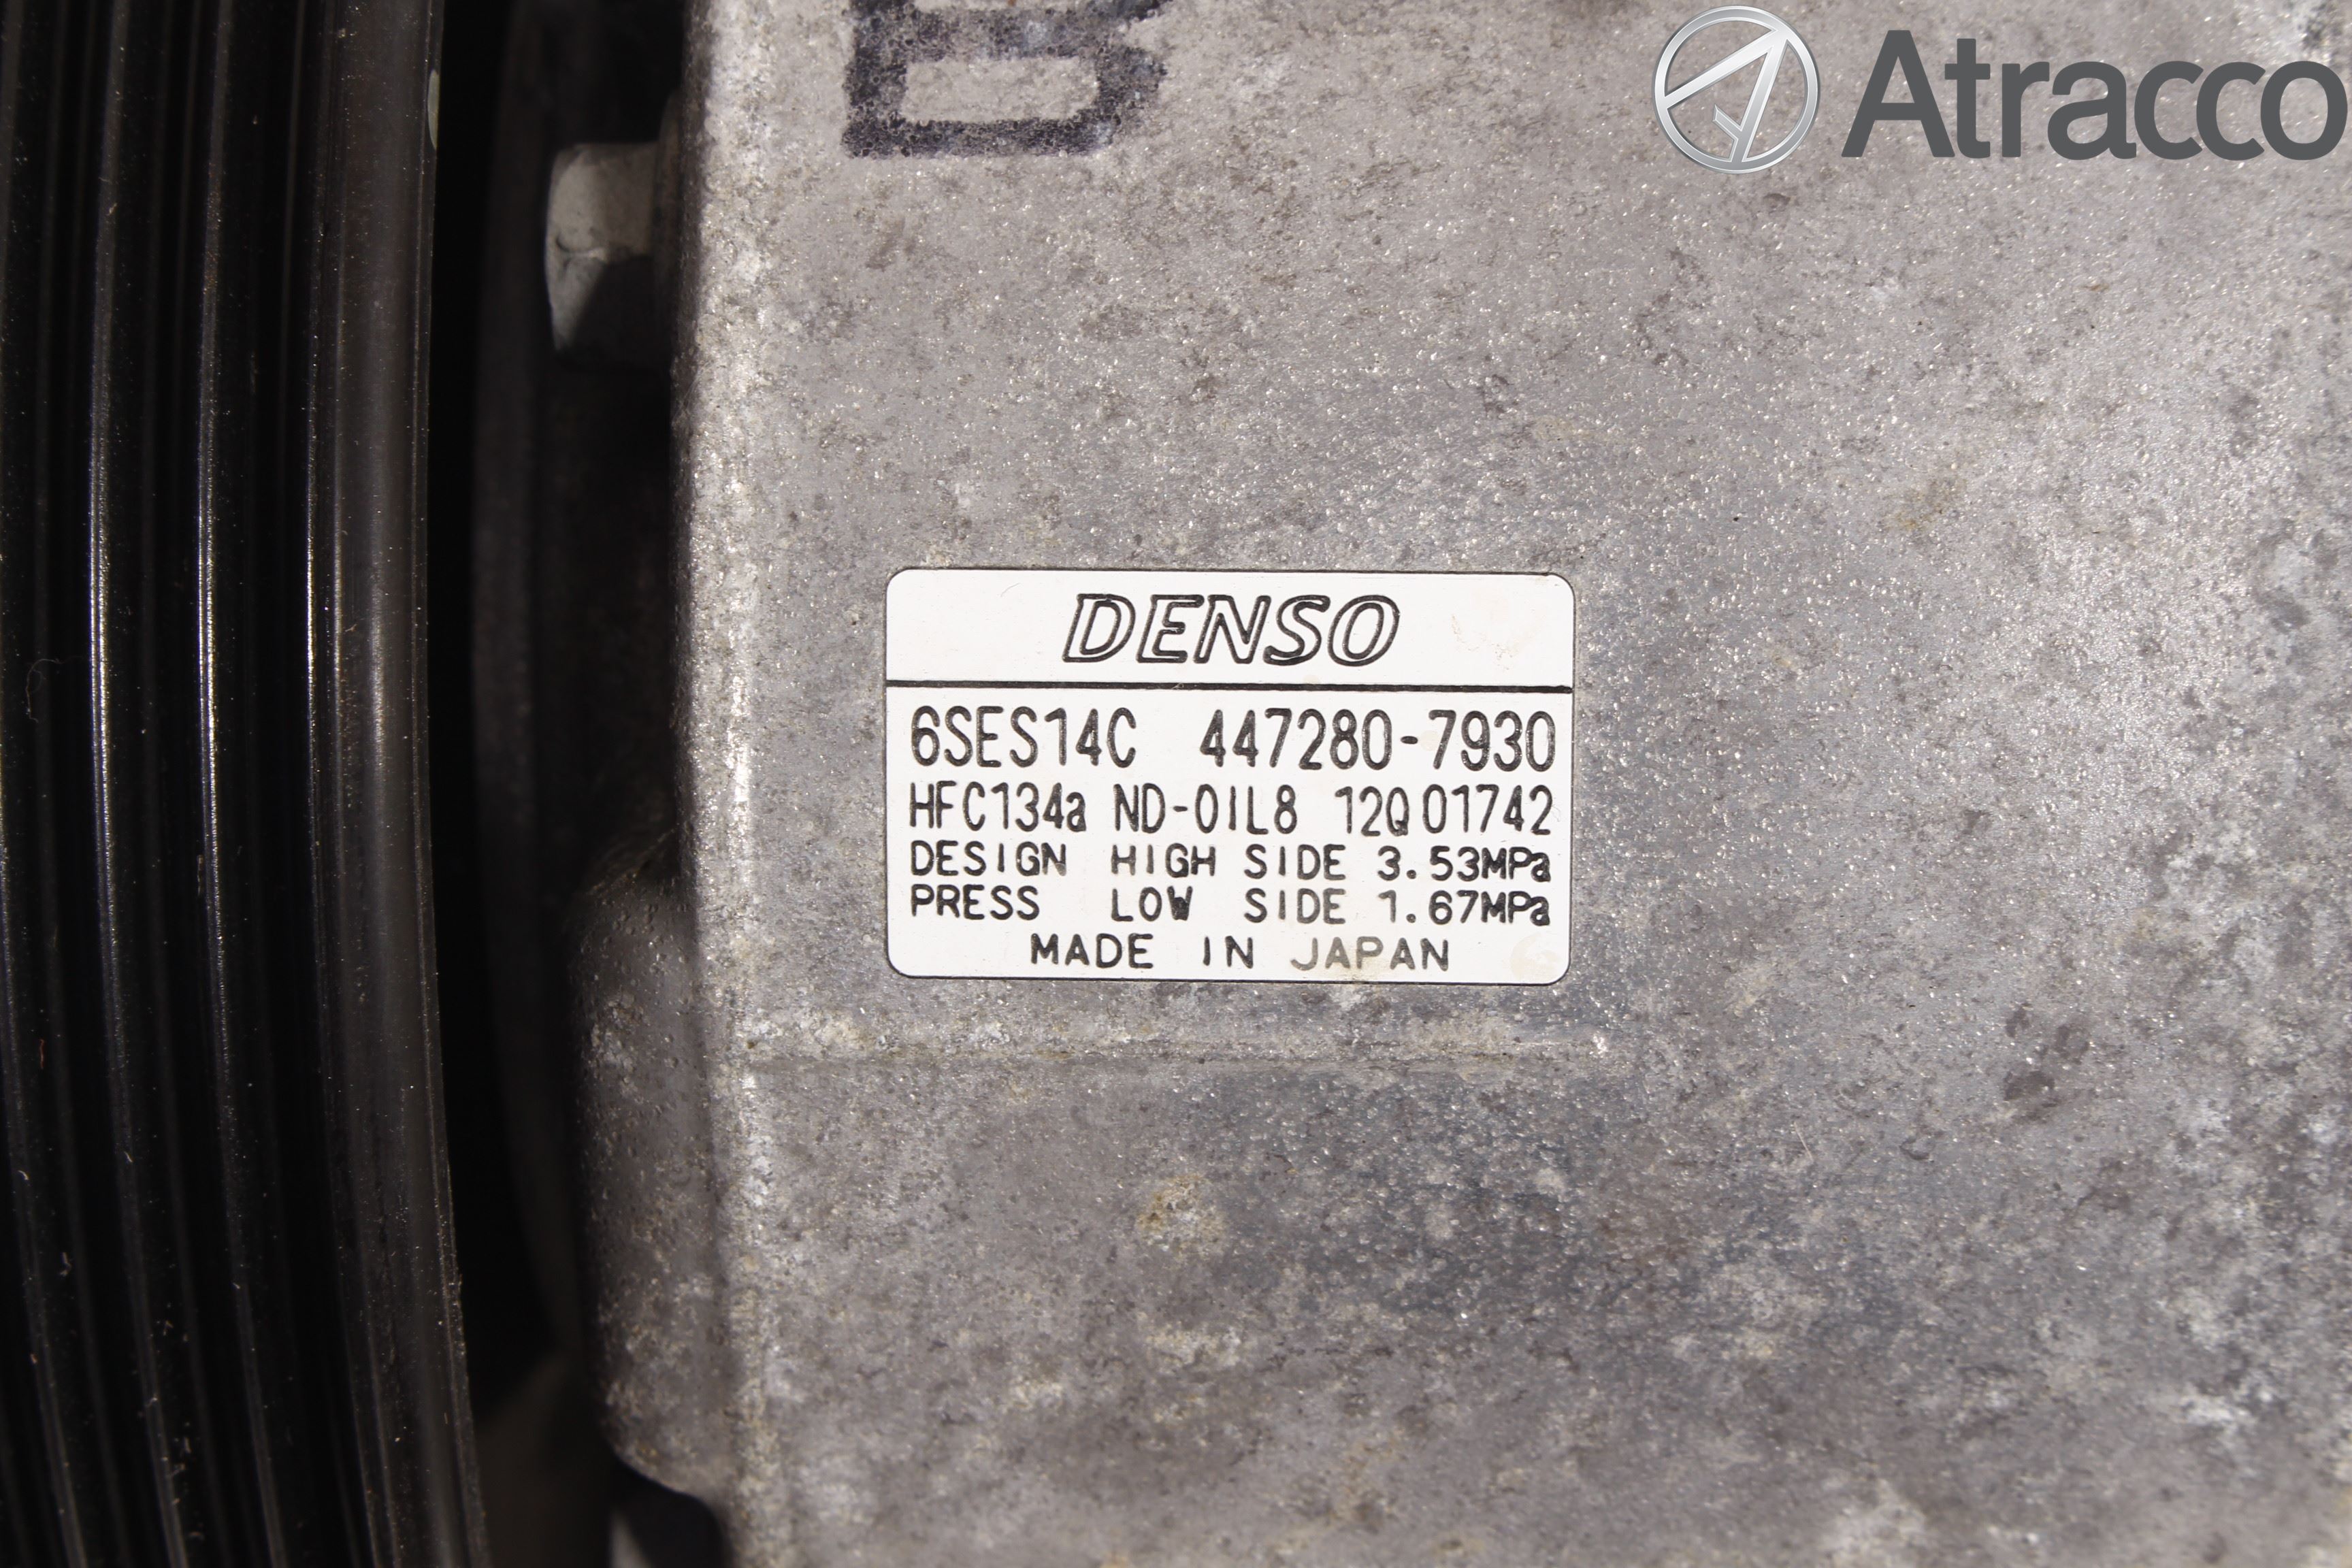 B
Atracco
DENSO
6SES14C 447280-7930
HFC134a ND-OIL8 12Q01742
DESIGN HIGH SIDE 3.53MPa
PRESS LOW SIDE 1.67MPa
MADE IN JAPAN